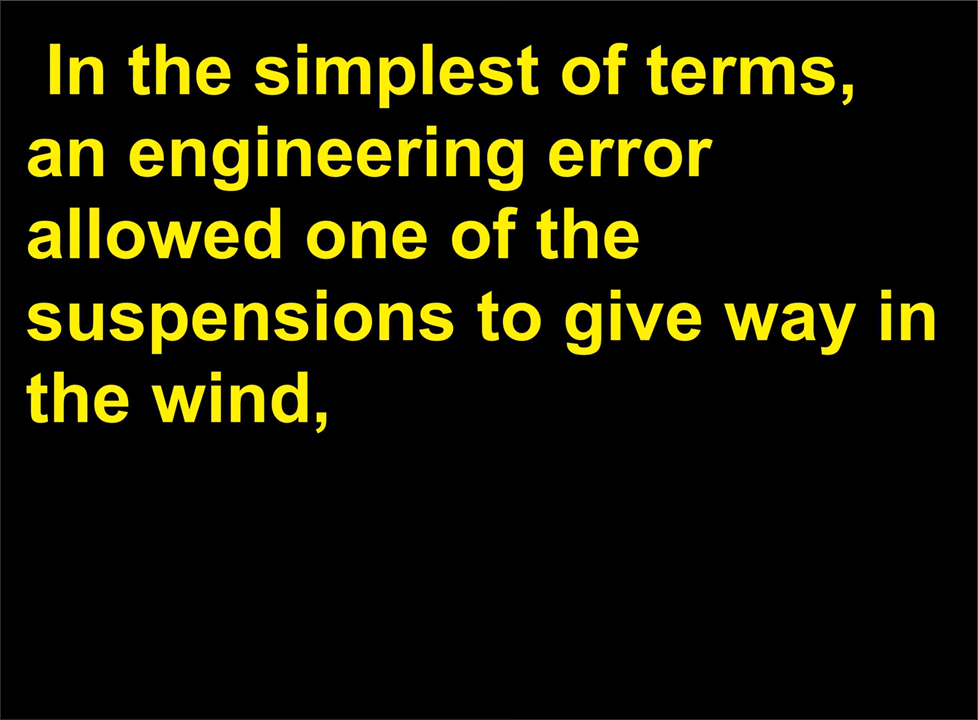 In the simplest of terms,
an engineering error
allowed one of the
suspensions to give way in
the wind,